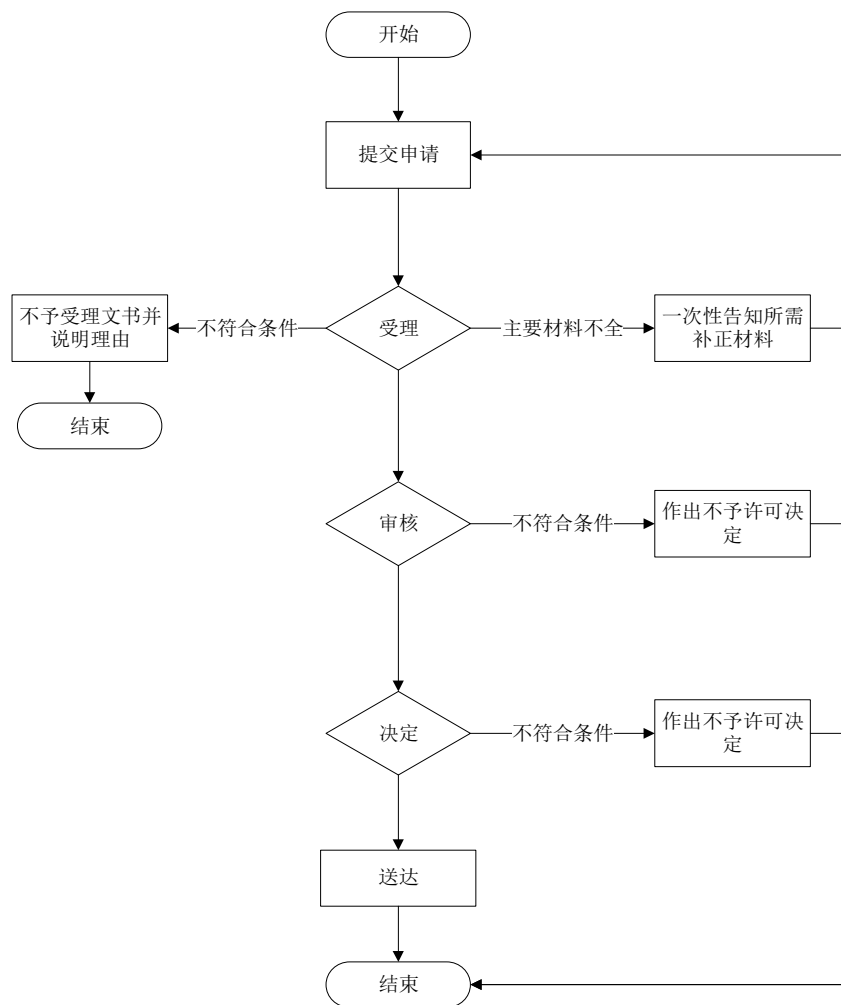 开始
提交申请
不予受理文书并
说明理由
不符合条件
受理
主要材料不全
一次性告知所需
补正材料
结束
审核
不符合条件
作出不予许可决
定
决定
不符合条件
作出不予许可决
定
送达
结束